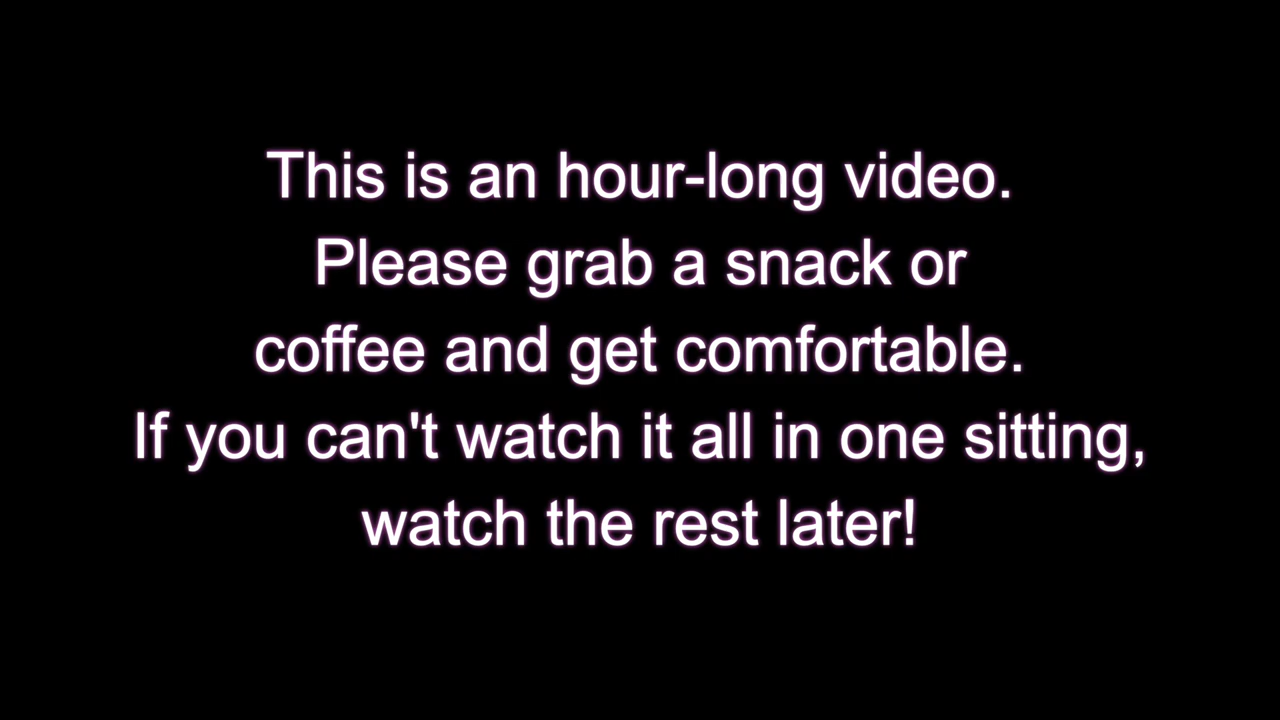 This is an hour-long video.
Please grab a snack or
coffee and get comfortable.
If you can't watch it all in one sitting,
watch the rest later!